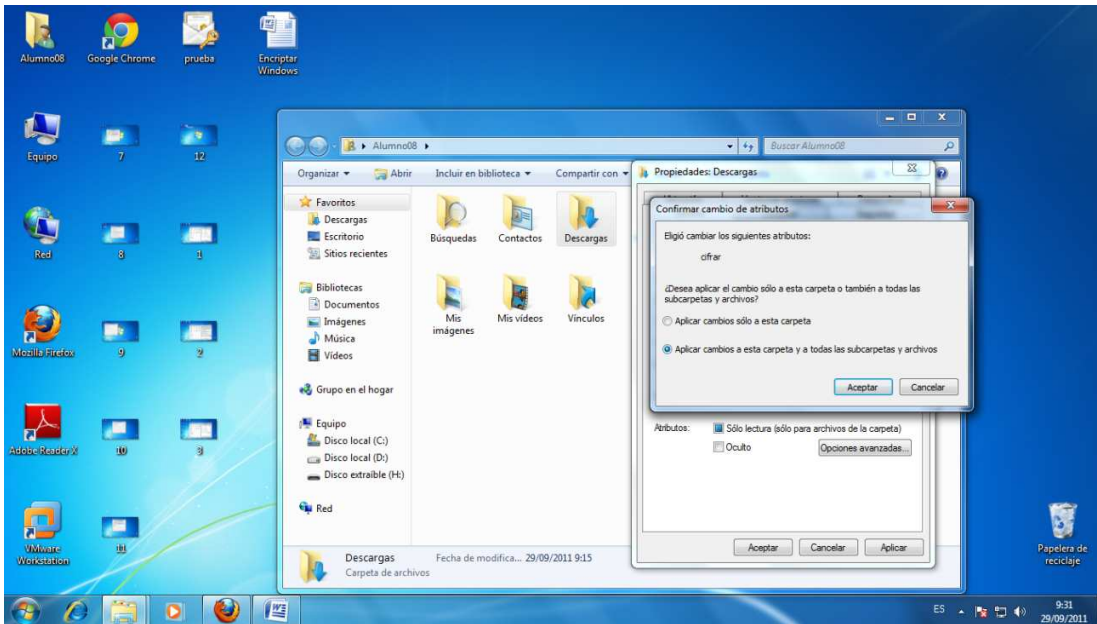 Alumno08
Google Chrome
prueba
Encriptar
Windows
Equipo
7
12
Red
8
1
Mozilla Firefox
9
2
Adobe Reader X
10
3
VMware
Workstation
11
Papelera de
reciclaje
Alumno08
Buscar Alumno08
Organizar
Abrir
Incluir en biblioteca
Compartir con
Favoritos
Descargas
Escritorio
Sitios recientes
Bibliotecas
Documentos
Imágenes
Música
Vídeos
Grupo en el hogar
Equipo
Disco local (C:)
Disco local (D:)
Disco extraíble (H:)
Red
Búsquedas
Contactos
Descargas
Mis
imágenes
Mis vídeos
Vínculos
Descargas
Fecha de modifica... 29/09/2011 9:15
Carpeta de archivos
Propiedades: Descargas
Confirmar cambio de atributos
Eligió cambiar los siguientes atributos:
cifrar
¿Desea aplicar el cambio sólo a esta carpeta o también a todas las
subcarpetas y archivos?
Aplicar cambios sólo a esta carpeta
Aplicar cambios a esta carpeta y a todas las subcarpetas y archivos
Aceptar
Cancelar
Atributos:
Sólo lectura (sólo para archivos de la carpeta)
Oculto
Opciones avanzadas...
Aceptar
Cancelar
Aplicar
ES
9:31
29/09/2011